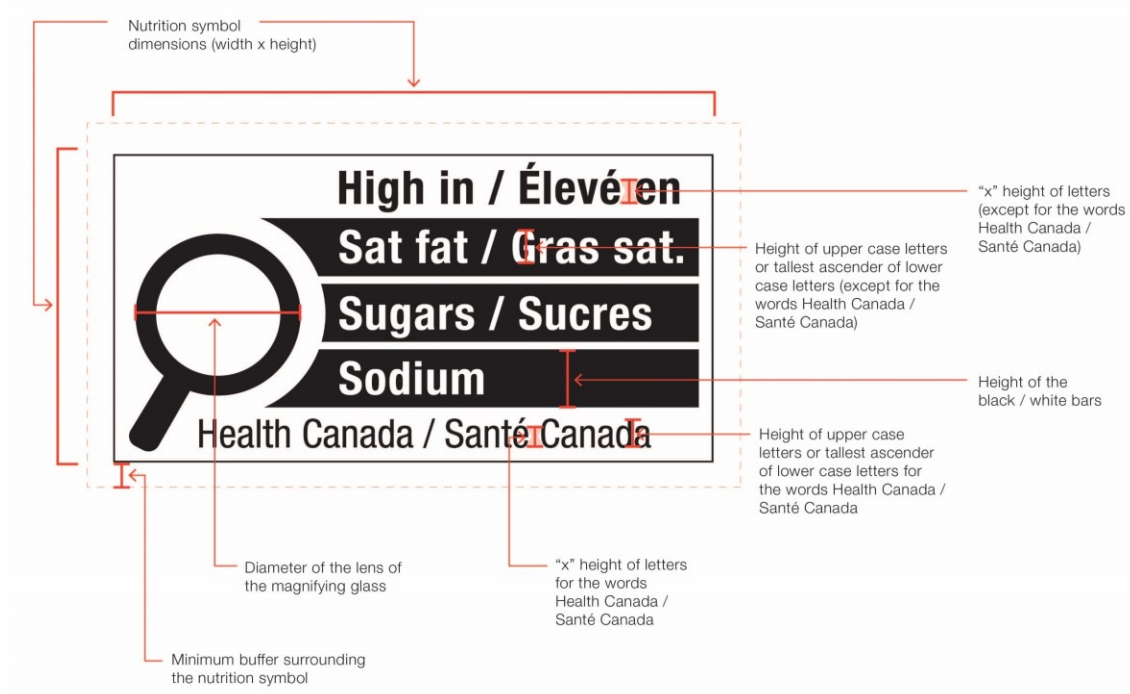 Nutrition symbol
dimensions (width x height)
High in / Élevé en
Sat fat / Gras sat.
Sugars / Sucres
Sodium
Health Canada / Santé Canada
“x” height of letters
(except for the words
Health Canada /
Santé Canada)
Height of upper case letters
or tallest ascender of lower
case letters (except for the
words Health Canada /
Santé Canada)
Height of the
black / white bars
Height of upper case
letters or tallest ascender
of lower case letters for
the words Health Canada /
Santé Canada
Diameter of the lens of
the magnifying glass
“x” height of letters
for the words
Health Canada /
Santé Canada
Minimum buffer surrounding
the nutrition symbol